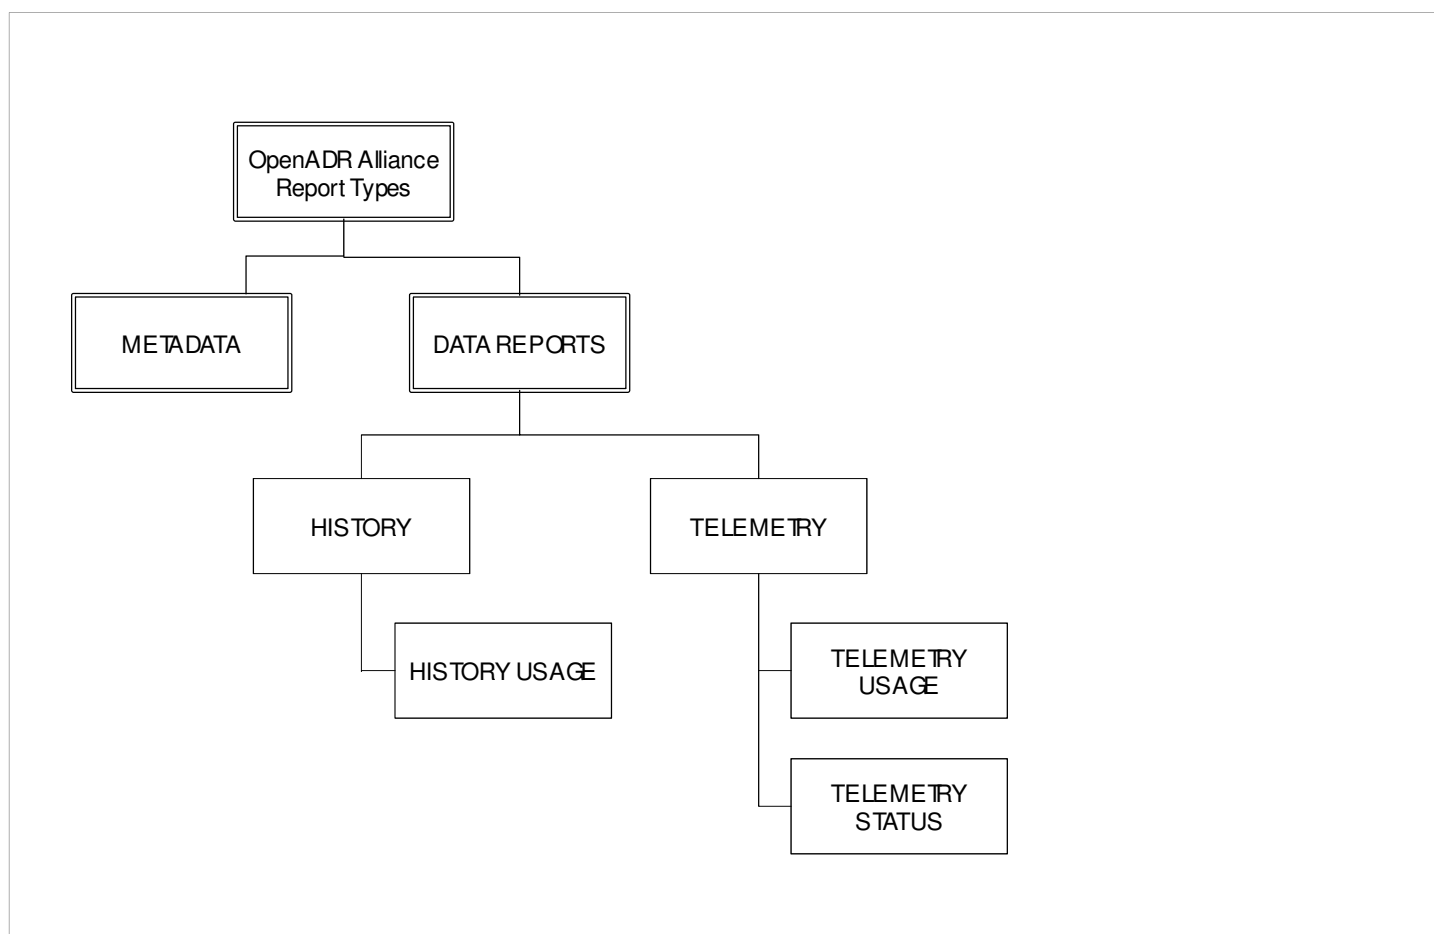 OpenADR Alliance
Report Types
METADATA
DATA REPORTS
HISTORY
TELEMETRY
HISTORY USAGE
TELEMETRY
USAGE
TELEMETRY
STATUS